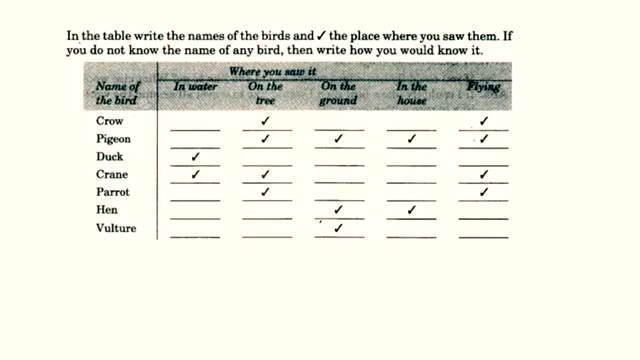 In the table write the names of the birds and ✓ the place where you saw them. If
you do not know the name of any bird, then write how you would know it.
Where you saw it
Name of the bird In water On the tree On the ground In the house Flying
Crow ✓ ✓
Pigeon ✓ ✓ ✓ ✓
Duck ✓
Crane ✓ ✓ ✓
Parrot ✓ ✓
Hen ✓ ✓
Vulture ✓